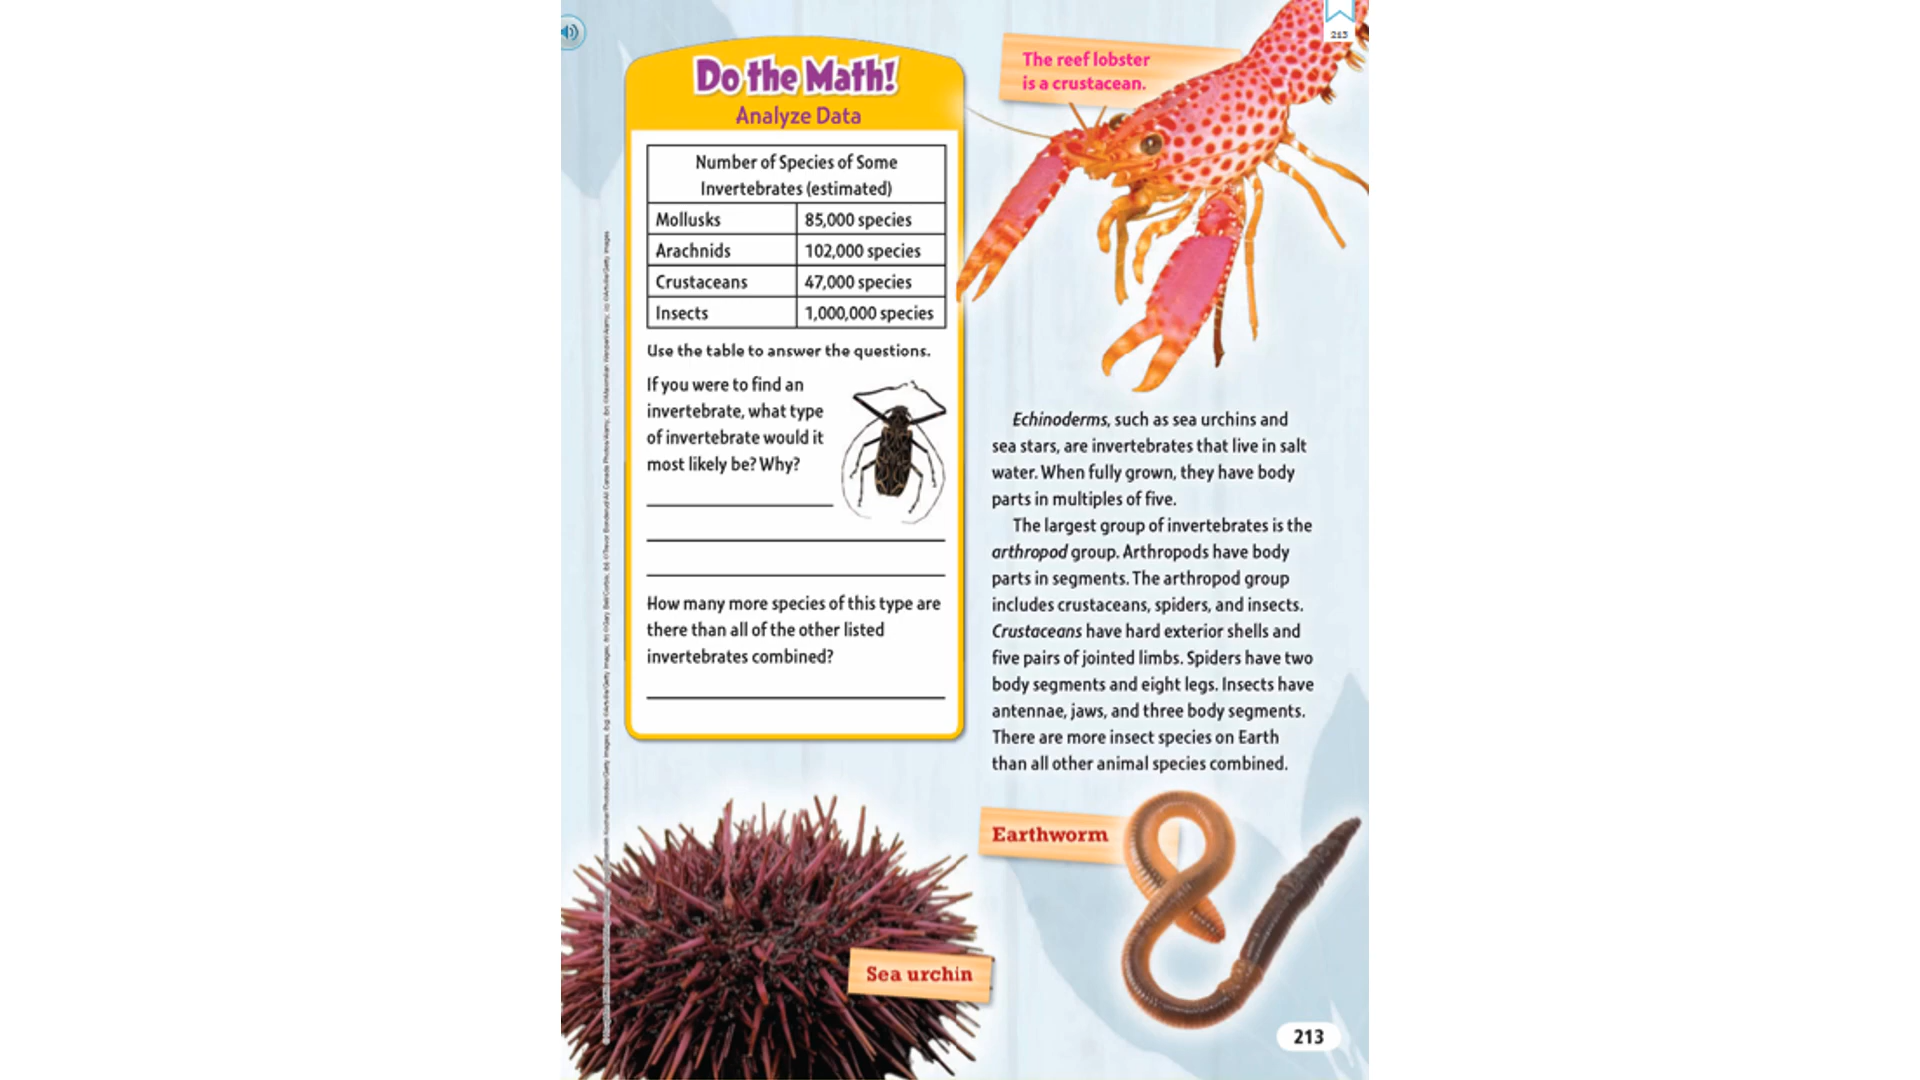 Do the Math!
Analyze Data
Number of Species of Some
Invertebrates (estimated)
Mollusks 85,000 species
Arachnids 102,000 species
Crustaceans 47,000 species
Insects 1,000,000 species
Use the table to answer the questions.
If you were to find an
invertebrate, what type
of invertebrate would it
most likely be? Why?
How many more species of this type are
there than all of the other listed
invertebrates combined?
The reef lobster
is a crustacean.
213
Echinoderms, such as sea urchins and
sea stars, are invertebrates that live in salt
water. When fully grown, they have body
parts in multiples of five.
The largest group of invertebrates is the
arthropod group. Arthropods have body
parts in segments. The arthropod group
includes crustaceans, spiders, and insects.
Crustaceans have hard exterior shells and
five pairs of jointed limbs. Spiders have two
body segments and eight legs. Insects have
antennae, jaws, and three body segments.
There are more insect species on Earth
than all other animal species combined.
Earthworm
Sea urchin
213